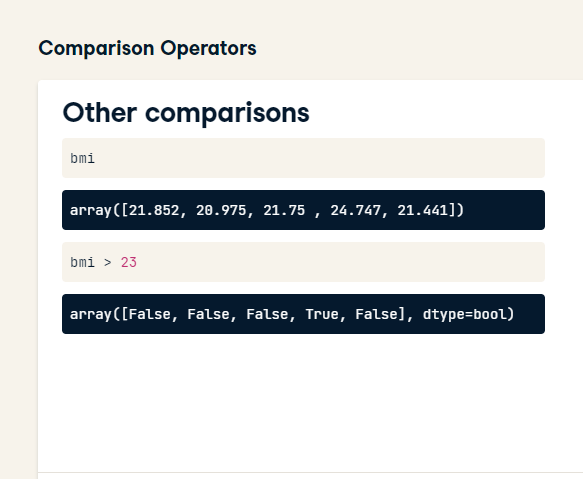 Comparison Operators
Other comparisons
bmi
array([21.852, 20.975, 21.75 , 24.747, 21.441])
bmi > 23
array([False, False, False, True, False], dtype=bool)